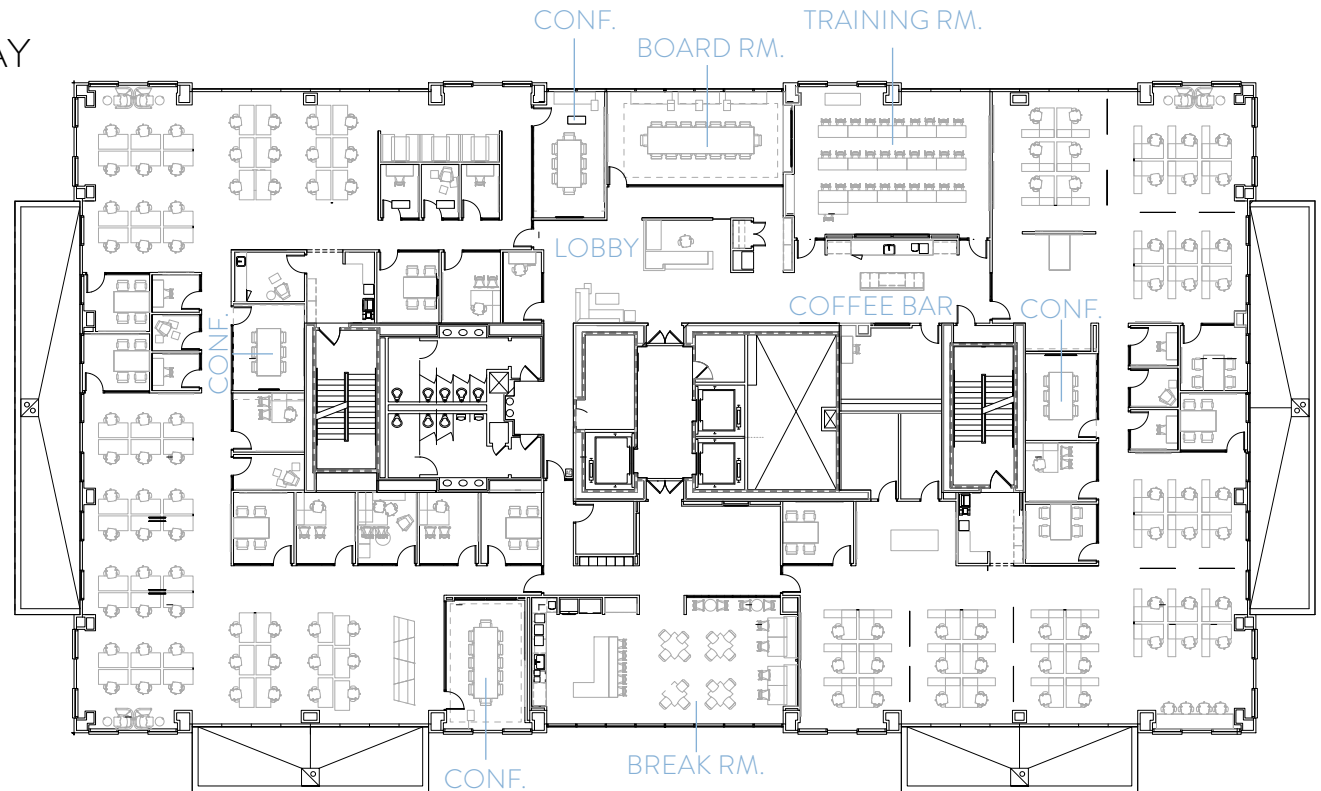 AY
CONF.
TRAINING RM.
BOARD RM.
LOBBY
COFFEE BAR
CONF.
CONF.
CONF.
BREAK RM.